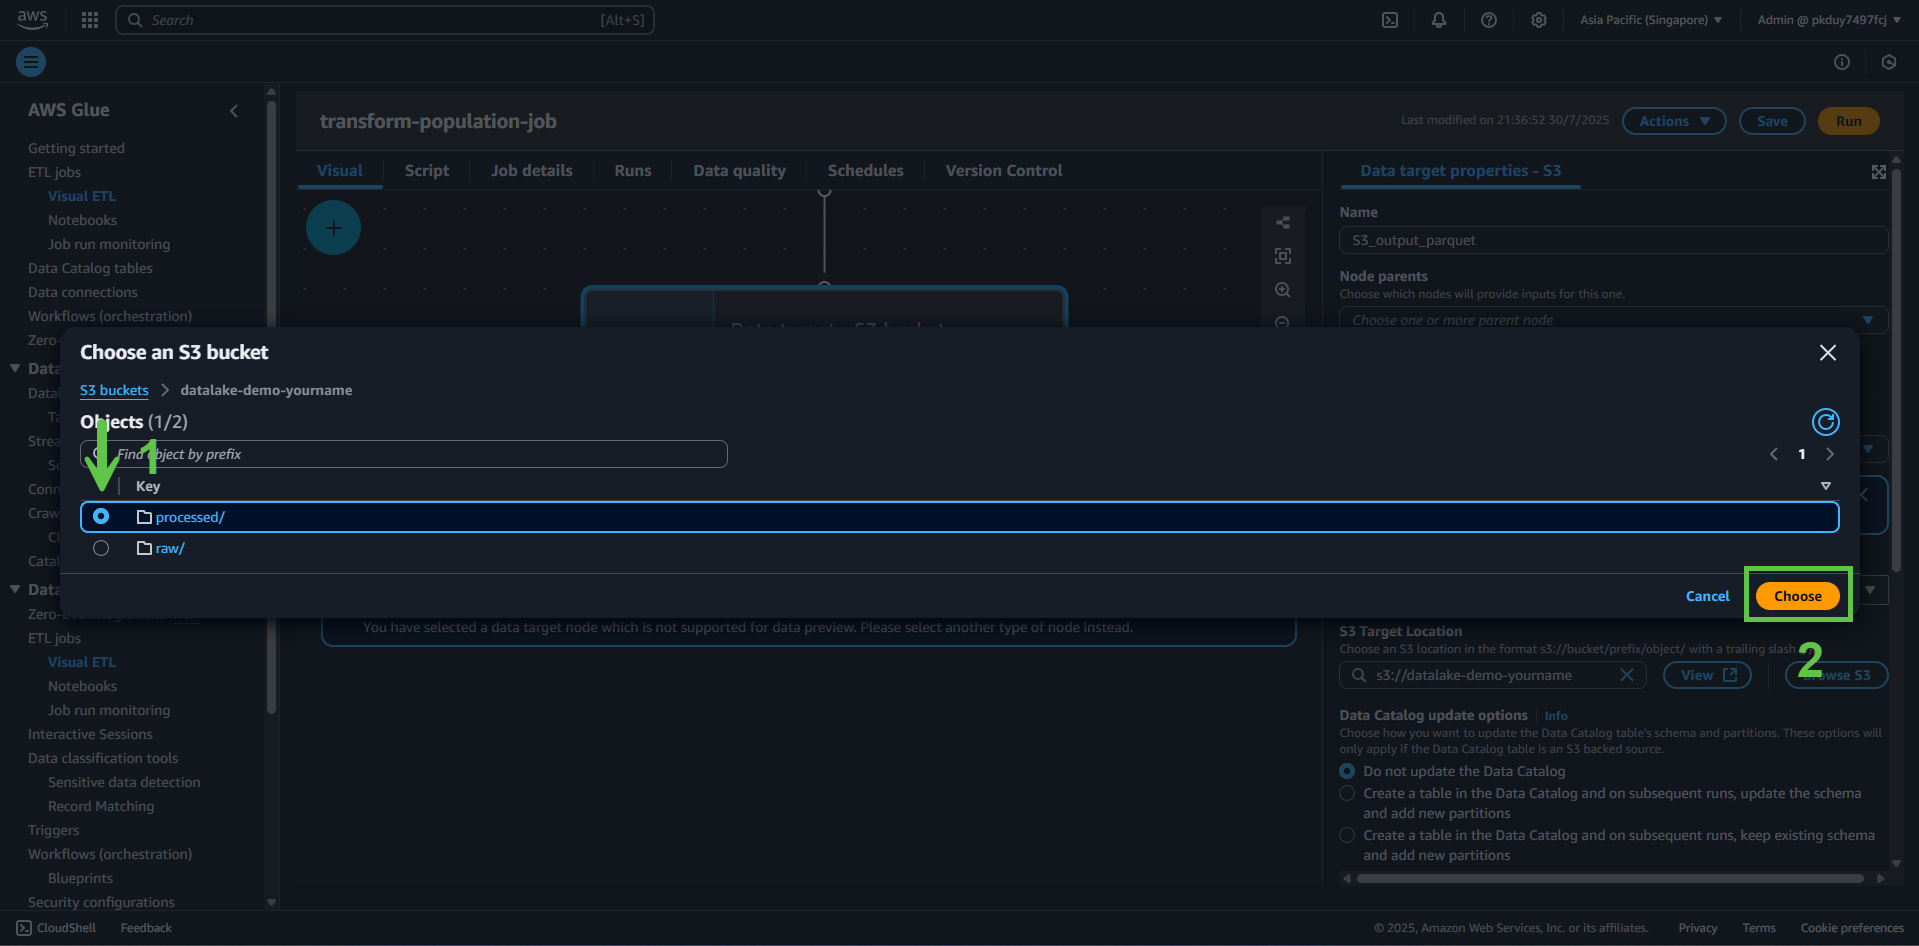 aws
Search [Alt+S]
Asia Pacific (Singapore)
Admin @ pkduy7497fcj
AWS Glue
Getting started
ETL jobs
Visual ETL
Notebooks
Job run monitoring
Data Catalog tables
Data connections
Workflows (orchestration)
Zero-
Data
Stre
Conn
Craw
Catal
Data
Zero-
ETL jobs
Visual ETL
Notebooks
Job run monitoring
Interactive Sessions
Data classification tools
Sensitive data detection
Record Matching
Triggers
Workflows (orchestration)
Blueprints
Security configurations
transform-population-job
Last modified on 21:36:52 30/7/2025
Actions
Save
Run
Visual
Script
Job details
Runs
Data quality
Schedules
Version Control
Data target properties - S3
Name
S3_output_parquet
Node parents
Choose which nodes will provide inputs for this one.
Choose one or more parent node
Choose an S3 bucket
S3 buckets
datalake-demo-yourname
Objects (1/2)
Find object by prefix
1
1
Key
processed/
raw/
Cancel
Choose
2
You have selected a data target node which is not supported for data preview. Please select another type of node instead.
S3 Target Location
Choose an S3 location in the format s3://bucket/prefix/object/ with a trailing slash
s3://datalake-demo-yourname
View
Browse S3
Data Catalog update options
Info
Choose how you want to update the Data Catalog table's schema and partitions. These options will
only apply if the Data Catalog table is an S3 backed source.
Do not update the Data Catalog
Create a table in the Data Catalog and on subsequent runs, update the schema
and add new partitions
Create a table in the Data Catalog and on subsequent runs, keep existing schema
and add new partitions
CloudShell
Feedback
© 2025, Amazon Web Services, Inc. or its affiliates.
Privacy
Terms
Cookie preferences